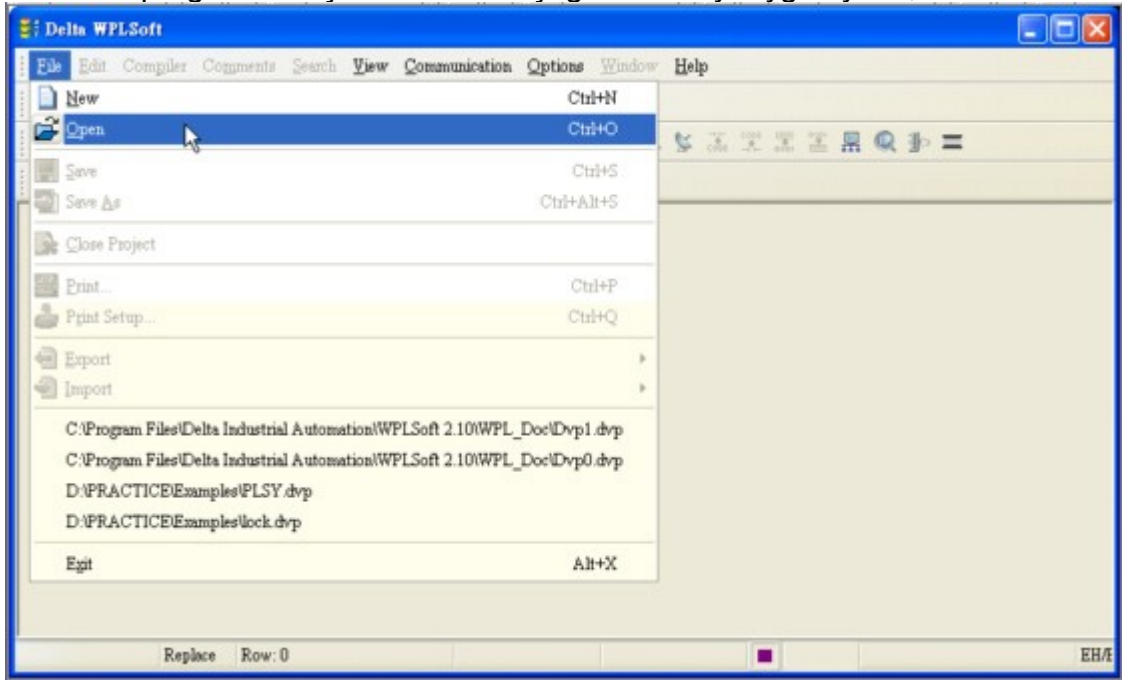 Delta WPLSoft
File Edit Compiler Comments Search View Communication Options Window Help
New Ctrl+N
Open Ctrl+O
Save Ctrl+S
Save As Ctrl+Alt+S
Close Project
Print... Ctrl+P
Print Setup... Ctrl+Q
Export
Import
C:\Program Files\Delta Industrial Automation\WPLSoft 2.10\WPL_Doc\Dvp1.dvp
C:\Program Files\Delta Industrial Automation\WPLSoft 2.10\WPL_Doc\Dvp0.dvp
D:\PRACTICE\Examples\PLSY.dvp
D:\PRACTICE\Examples\lock.dvp
Exit Alt+X
Replace Row: 0 EH/E